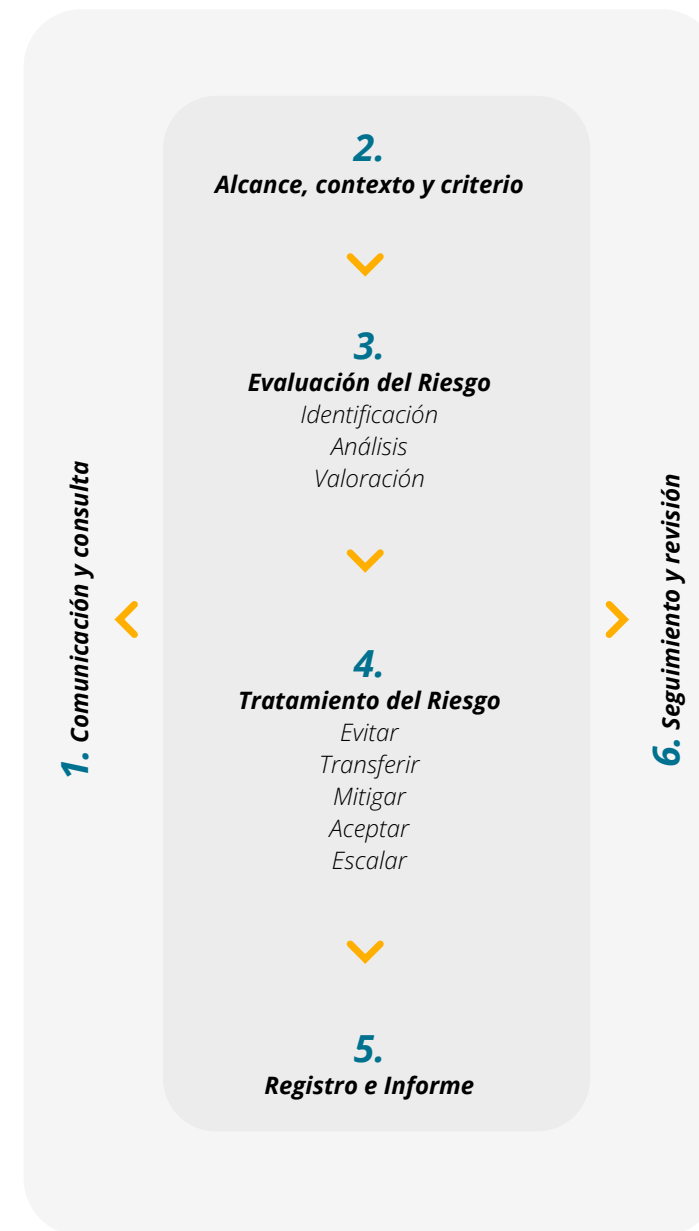 1. Comunicación y consulta
2.
Alcance, contexto y criterio
3.
Evaluación del Riesgo
Identificación
Análisis
Valoración
4.
Tratamiento del Riesgo
Evitar
Transferir
Mitigar
Aceptar
Escalar
5.
Registro e Informe
6. Seguimiento y revisión